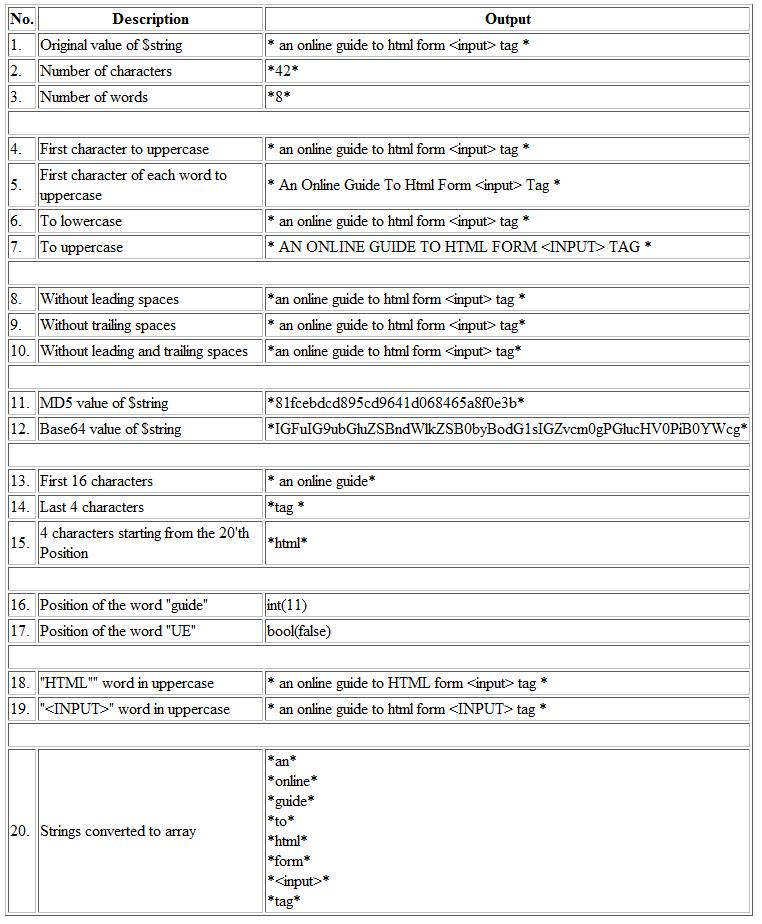 No. Description Output
1. Original value of $string * an online guide to html form <input> tag *
2. Number of characters *42*
3. Number of words *8*
4. First character to uppercase * an online guide to html form <input> tag *
5. First character of each word to uppercase * An Online Guide To Html Form <input> Tag *
6. To lowercase * an online guide to html form <input> tag *
7. To uppercase * AN ONLINE GUIDE TO HTML FORM <INPUT> TAG *
8. Without leading spaces *an online guide to html form <input> tag *
9. Without trailing spaces * an online guide to html form <input> tag*
10. Without leading and trailing spaces *an online guide to html form <input> tag*
11. MD5 value of $string *81fcebdcd895cd9641d068465a8f0e3b*
12. Base64 value of $string *IGFuIG9ubGluZSBndWlkZSB0byBodG1sIGZvcm0gPGlucHV0PiB0YWcg*
13. First 16 characters * an online guide*
14. Last 4 characters *tag *
15. 4 characters starting from the 20'th Position *html*
16. Position of the word "guide" int(11)
17. Position of the word "UE" bool(false)
18. "HTML"" word in uppercase * an online guide to HTML form <input> tag *
19. "<INPUT>" word in uppercase * an online guide to html form <INPUT> tag *
20. Strings converted to array *an*
*online*
*guide*
*to*
*html*
*form*
*<input>*
*tag*